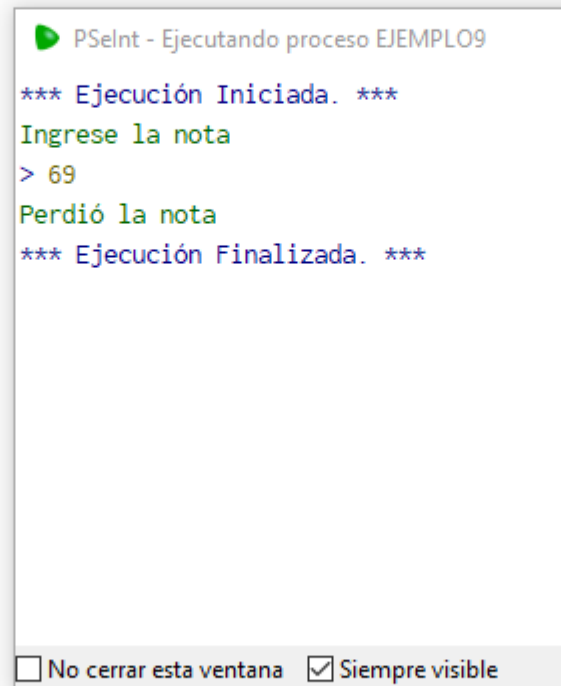 PSeInt - Ejecutando proceso EJEMPLO9
*** Ejecución Iniciada. ***
Ingrese la nota
> 69
Perdió la nota
*** Ejecución Finalizada. ***
No cerrar esta ventana Siempre visible